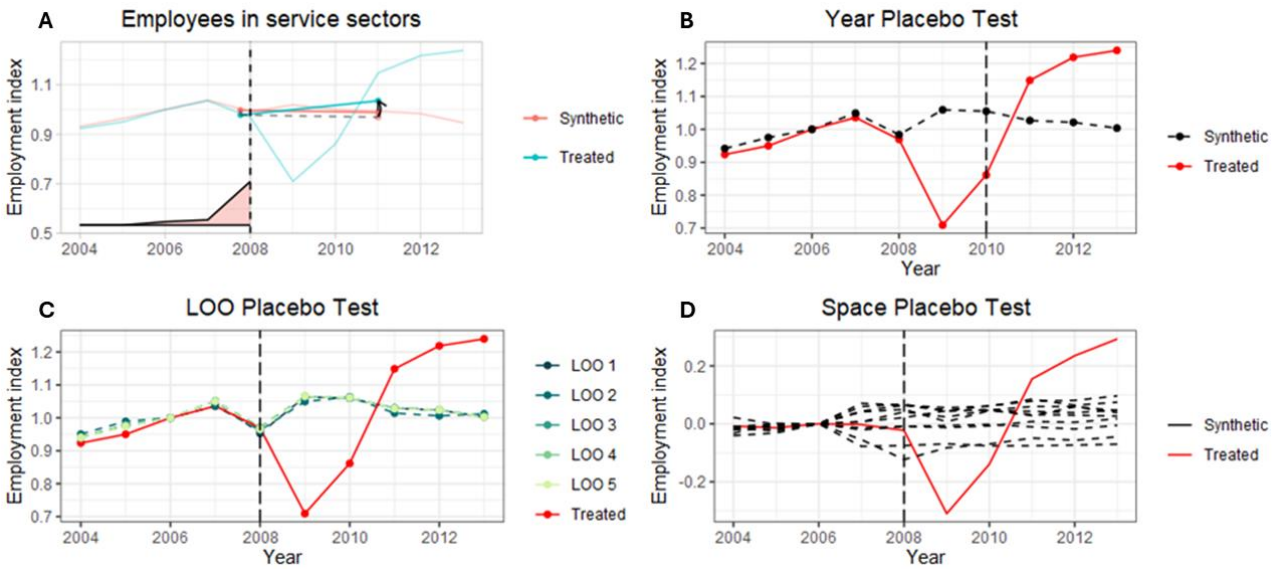 A
Employees in service sectors
Employment index
1.1
0.9
0.7
0.5
2004 2006 2008 2010 2012
Synthetic
Treated
B
Year Placebo Test
Employment index
1.2
1.1
1.0
0.9
0.8
0.7
2004 2006 2008 2010 2012
Year
Synthetic
Treated
C
LOO Placebo Test
Employment index
1.2
1.1
1.0
0.9
0.8
0.7
2004 2006 2008 2010 2012
Year
LOO 1
LOO 2
LOO 3
LOO 4
LOO 5
Treated
D
Space Placebo Test
Employment index
0.2
0.0
-0.2
2004 2006 2008 2010 2012
Year
Synthetic
Treated